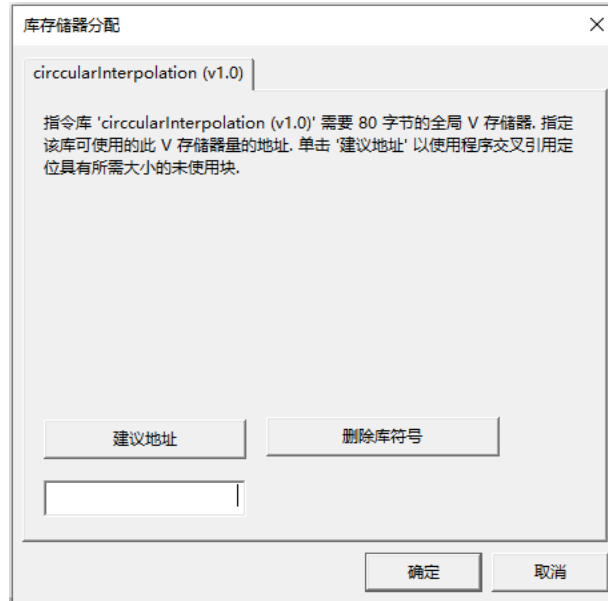 库存储器分配
circcularInterpolation (v1.0)
指令库 'circcularInterpolation (v1.0)' 需要 80 字节的全局 V 存储器. 指定
该库可使用的此 V 存储器量的地址. 单击 '建议地址' 以使用程序交叉引用定
位具有所需大小的未使用块.
建议地址
删除库符号
确定
取消